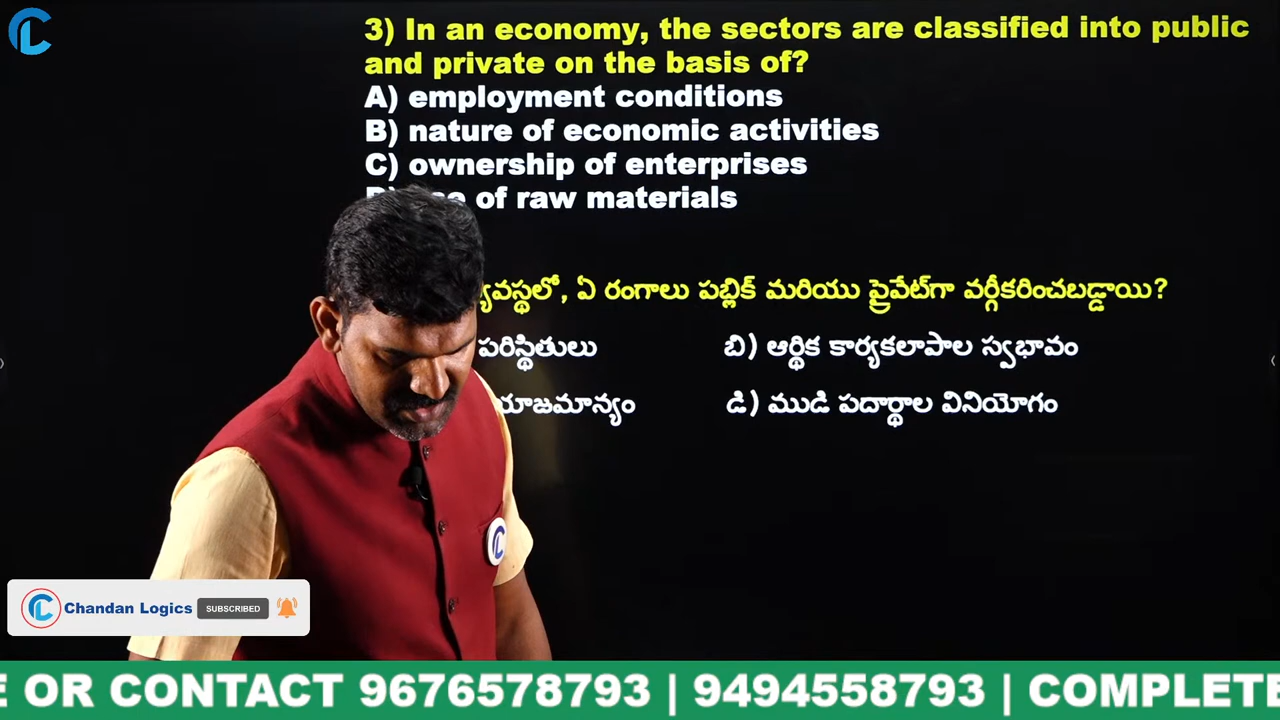 3) In an economy, the sectors are classified into public
and private on the basis of?
A) employment conditions
B) nature of economic activities
C) ownership of enterprises
of raw materials
ఏ రంగాలు పబ్లిక్ మరియు ప్రైవేట్‌గా వర్గీకరించబడ్డాయి?
పరిస్థితులు బి) ఆర్థిక కార్యకలాపాల స్వభావం
డి) ముడి పదార్థాల వినియోగం
Chandan Logics SUBSCRIBED
E OR CONTACT 9676578793 | 9494558793 | COMPLETE